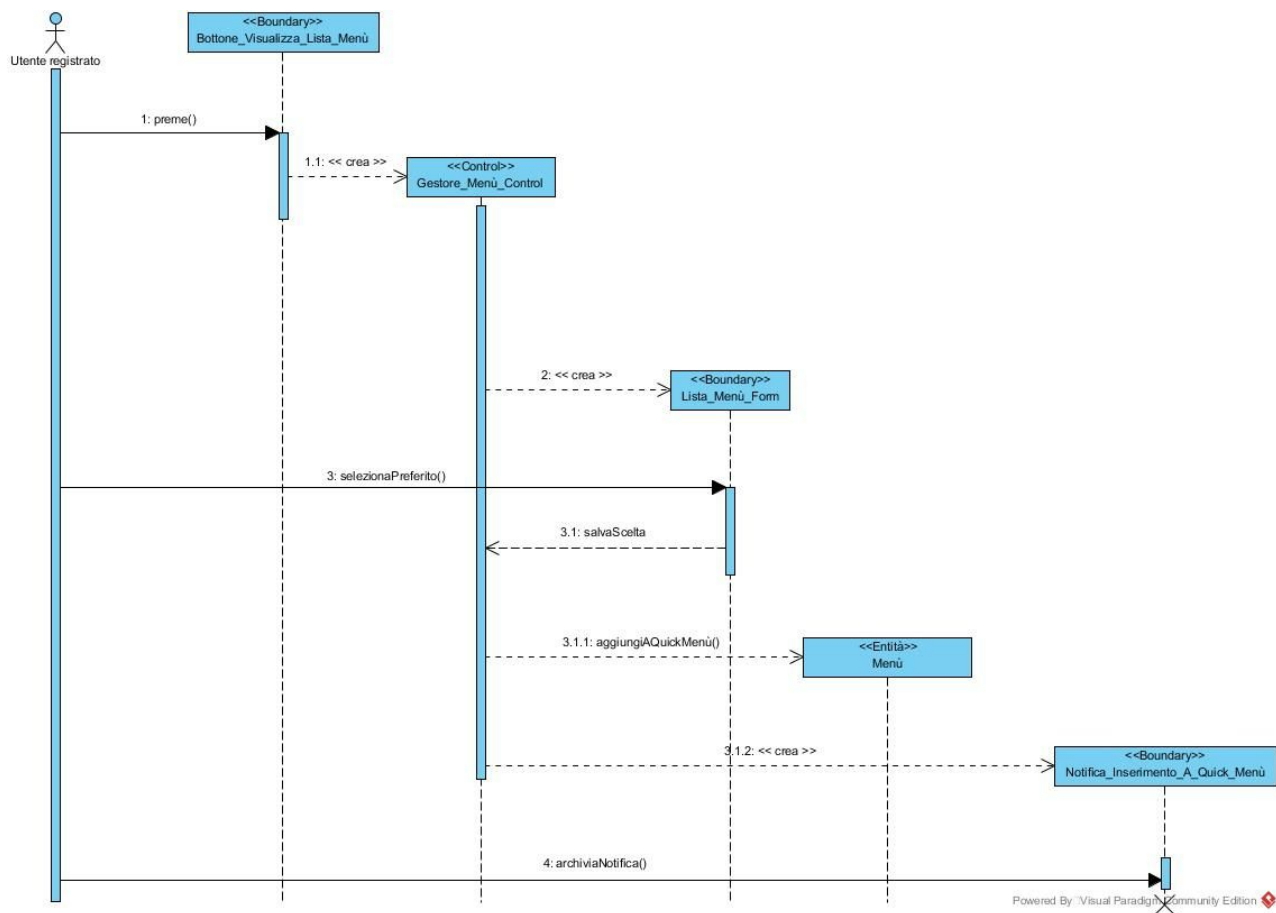 <<Boundary>>
Bottone_Visualizza_Lista_Menù
Utente registrato
1: preme()
1.1: << crea >>
<<Control>>
Gestore_Menù_Control
2: << crea >>
<<Boundary>>
Lista_Menù_Form
3: selezionaPreferito()
3.1: salvaScelta
3.1.1: aggiungiAQuickMenù()
<<Entità>>
Menù
3.1.2: << crea >>
<<Boundary>>
Notifica_Inserimento_A_Quick_Menù
4: archiviaNotifica()
Powered By Visual Paradigm Community Edition